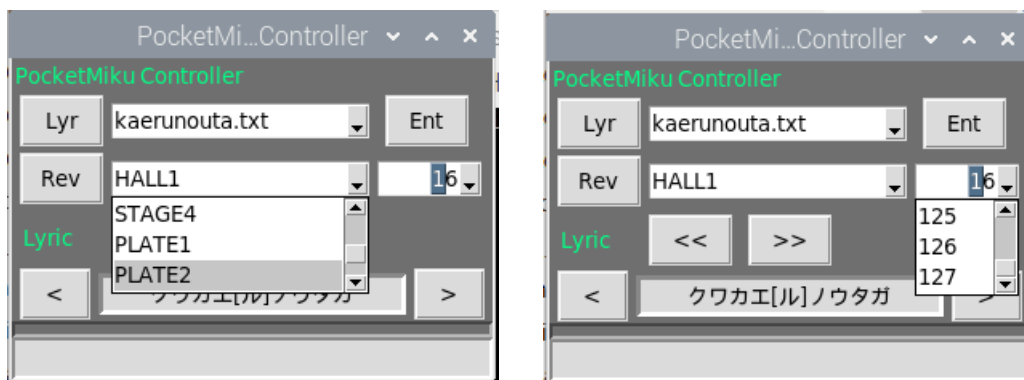 PocketMi...Controller
PocketMiku Controller
Lyr kaerunouta.txt Ent
Rev HALL1 16
STAGE4
Lyric PLATE1
PLATE2
< >
PocketMi...Controller
PocketMiku Controller
Lyr kaerunouta.txt Ent
Rev HALL1 16
125
Lyric << >> 126
127
< クワカエ[ル]ノウタガ >